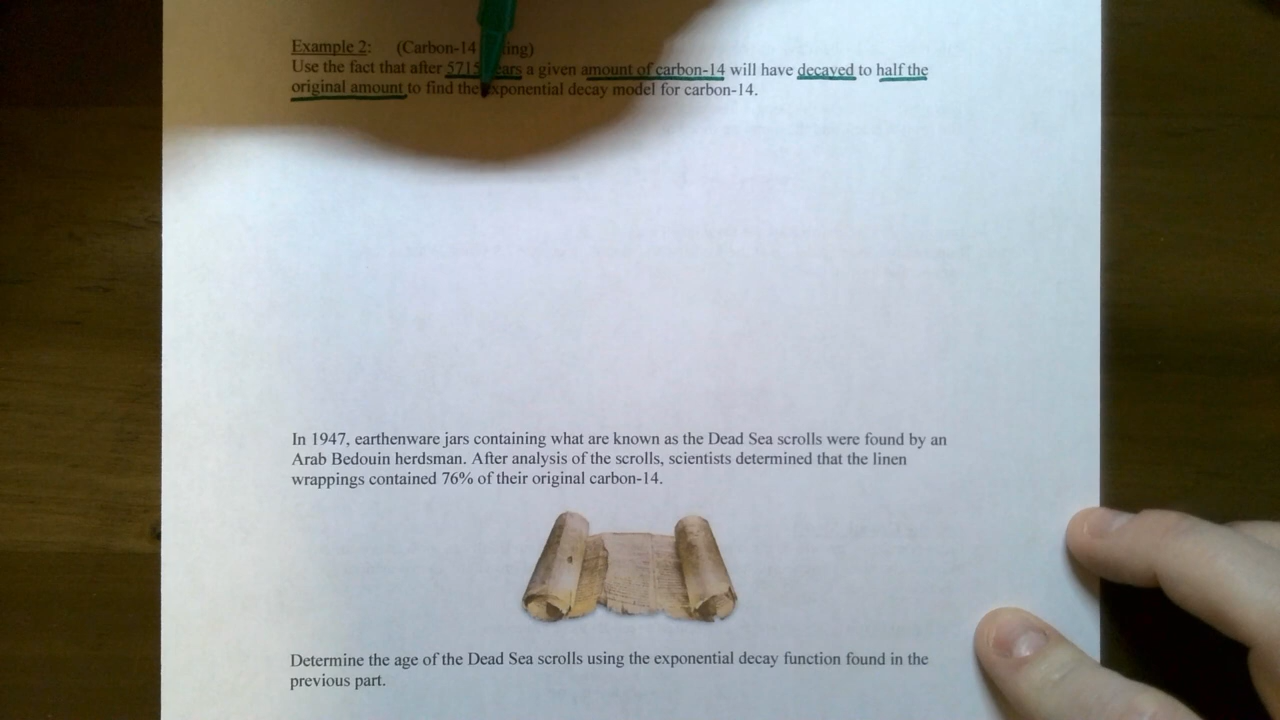 Example 2: (Carbon-14
Use the fact that after 5715 a given amount of carbon-14 will have decayed to half the
original amount to find the exponential decay model for carbon-14.
In 1947, earthenware jars containing what are known as the Dead Sea scrolls were found by an
Arab Bedouin herdsman. After analysis of the scrolls, scientists determined that the linen
wrappings contained 76% of their original carbon-14.
Determine the age of the Dead Sea scrolls using the exponential decay function found in the
previous part.